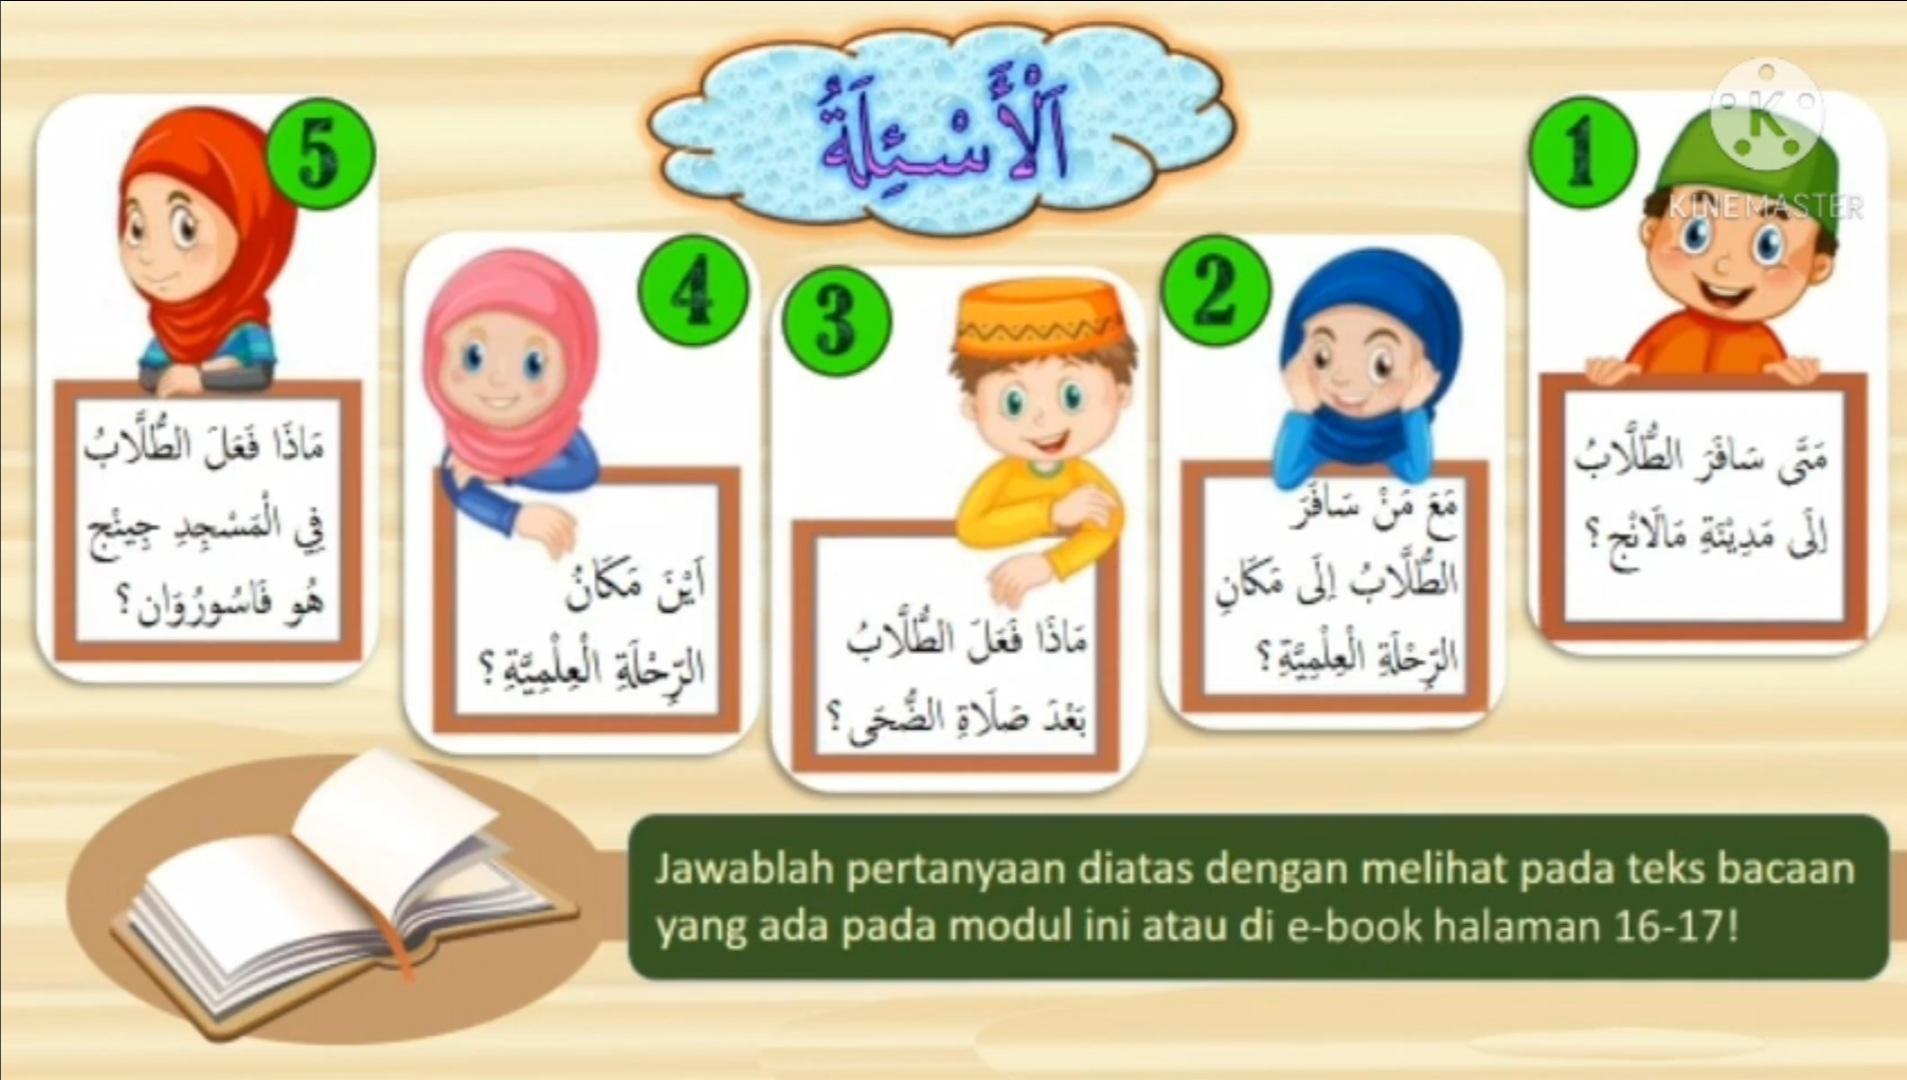 اَلْأَسْئِلَةُ
1
مَتَى سَافَرَ الطُّلَّابُ
اِلَى مَدِيْنَةِ مَالَانْج؟
2
مَعَ مَنْ سَافَرَ
الطُّلَّابُ اِلَى مَكَانِ
الرِّحْلَةِ الْعِلْمِيَّةِ؟
3
مَاذَا فَعَلَ الطُّلَّابُ
بَعْدَ صَلَاةِ الضُّحَى؟
4
اَيْنَ مَكَانُ
الرِّحْلَةِ الْعِلْمِيَّةِ؟
5
مَاذَا فَعَلَ الطُّلَّابُ
فِي الْمَسْجِدِ جِينْج
هُو فَاسُورُوَان؟
Jawablah pertanyaan diatas dengan melihat pada teks bacaan
yang ada pada modul ini atau di e-book halaman 16-17!
K
KINEMASTER